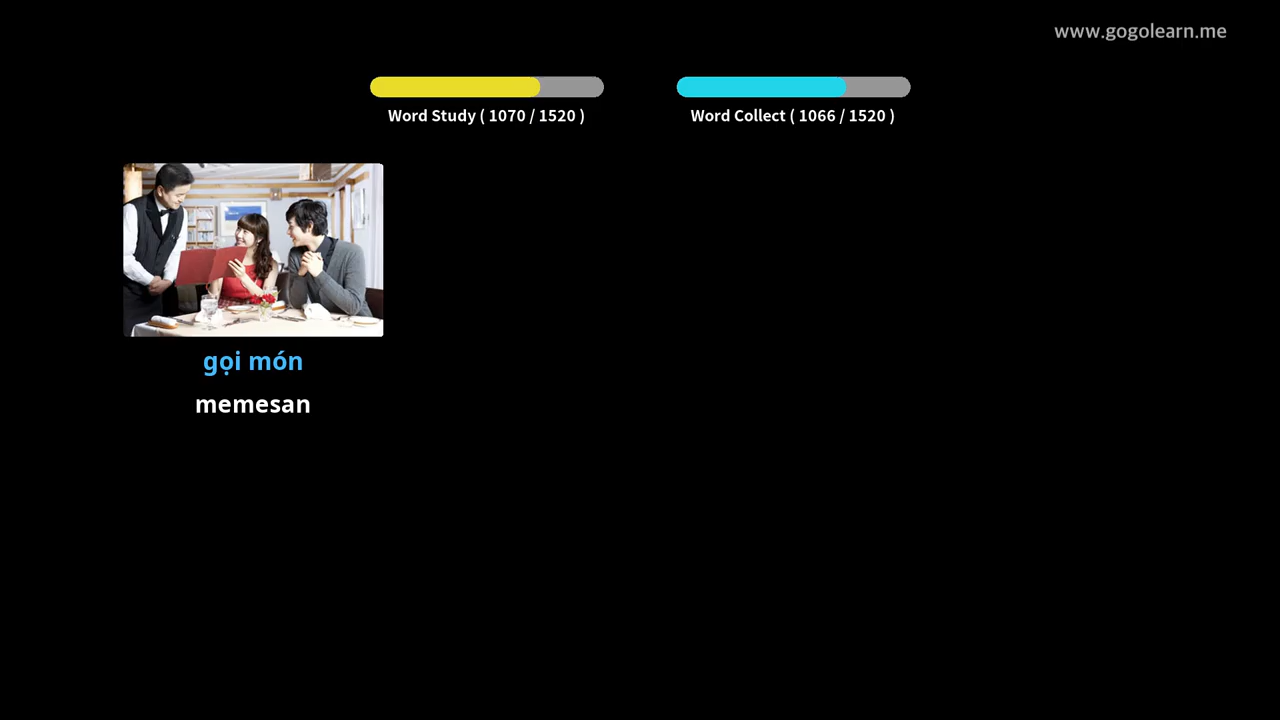 www.gogolearn.me
Word Study ( 1070 / 1520 )
Word Collect ( 1066 / 1520 )
gọi món
memesan